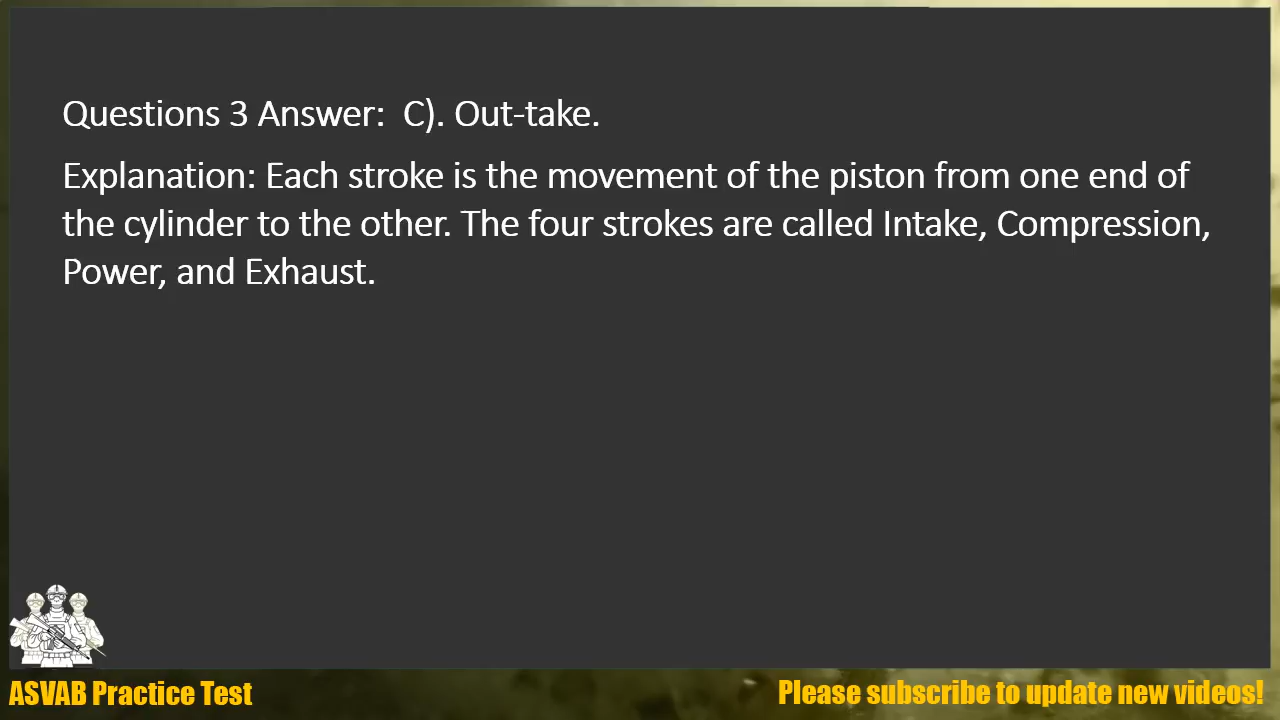 Questions 3 Answer:  C). Out-take.
Explanation: Each stroke is the movement of the piston from one end of
the cylinder to the other. The four strokes are called Intake, Compression,
Power, and Exhaust.
ASVAB Practice Test
Please subscribe to update new videos!